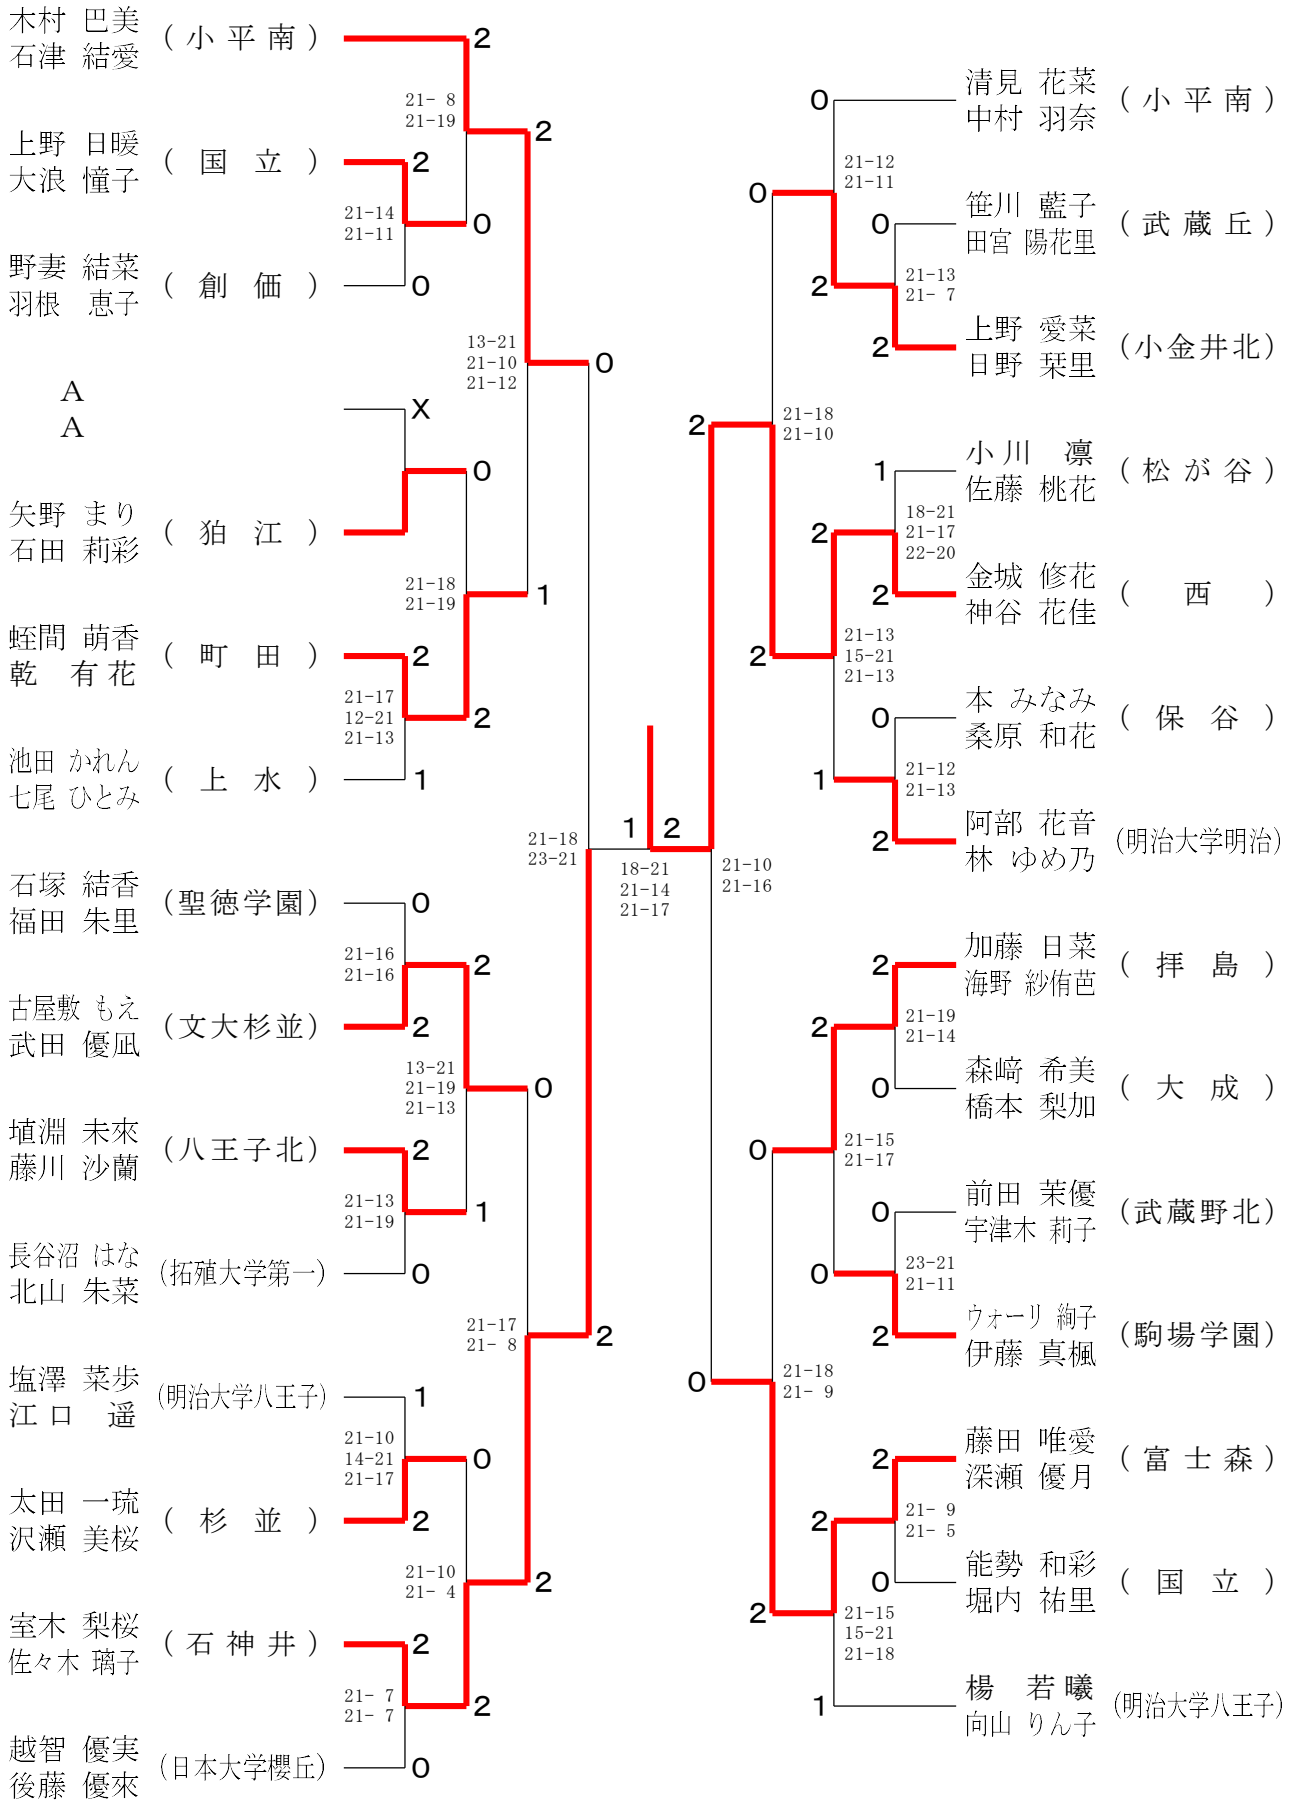 木村 巴美
石津 結愛
(小平南)
2
21- 8
21-19
2
上野 日暖
大浪 憧子
(国立)
2
21-14
21-11
0
野妻 結菜
羽根 恵子
(創価)
0
13-21
21-10
21-12
0
A
A
X
0
矢野 まり
石田 莉彩
(狛江)
21-18
21-19
1
蛭間 萌香
乾 有花
(町田)
2
21-17
12-21
21-13
2
池田 かれん
七尾 ひとみ
(上水)
1
21-18
23-21
1
2
18-21
21-14
21-17
石塚 結香
福田 朱里
(聖徳学園)
0
21-16
21-16
2
古屋敷 もえ
武田 優凪
(文大杉並)
2
13-21
21-19
21-13
0
埴淵 未來
藤川 沙蘭
(八王子北)
2
21-13
21-19
1
長谷沼 はな
北山 朱菜
(拓殖大学第一)
0
21-17
21- 8
2
塩澤 菜歩
江口 遥
(明治大学八王子)
1
21-10
14-21
21-17
0
太田 一琉
沢瀬 美桜
(杉並)
2
21-10
21- 4
2
室木 梨桜
佐々木 璃子
(石神井)
2
21- 7
21- 7
2
越智 優実
後藤 優來
(日本大学櫻丘)
0
清見 花菜
中村 羽奈
(小平南)
0
21-12
21-11
0
笹川 藍子
田宮 陽花里
(武蔵丘)
0
21-13
21- 7
2
上野 愛菜
日野 栞里
(小金井北)
2
21-18
21-10
2
小川 凛
佐藤 桃花
(松が谷)
1
18-21
21-17
22-20
2
金城 修花
神谷 花佳
(西)
2
21-13
15-21
21-13
2
本 みなみ
桑原 和花
(保谷)
0
21-12
21-13
1
阿部 花音
林 ゆめ乃
(明治大学明治)
2
21-10
21-16
加藤 日菜
海野 紗侑芭
(拝島)
2
21-19
21-14
2
森﨑 希美
橋本 梨加
(大成)
0
21-15
21-17
0
前田 茉優
宇津木 莉子
(武蔵野北)
0
23-21
21-11
0
ウォーリ 絢子
伊藤 真楓
(駒場学園)
2
21-18
21- 9
0
藤田 唯愛
深瀬 優月
(富士森)
2
21- 9
21- 5
2
能勢 和彩
堀内 祐里
(国立)
0
21-15
15-21
21-18
2
楊 若曦
向山 りん子
(明治大学八王子)
1